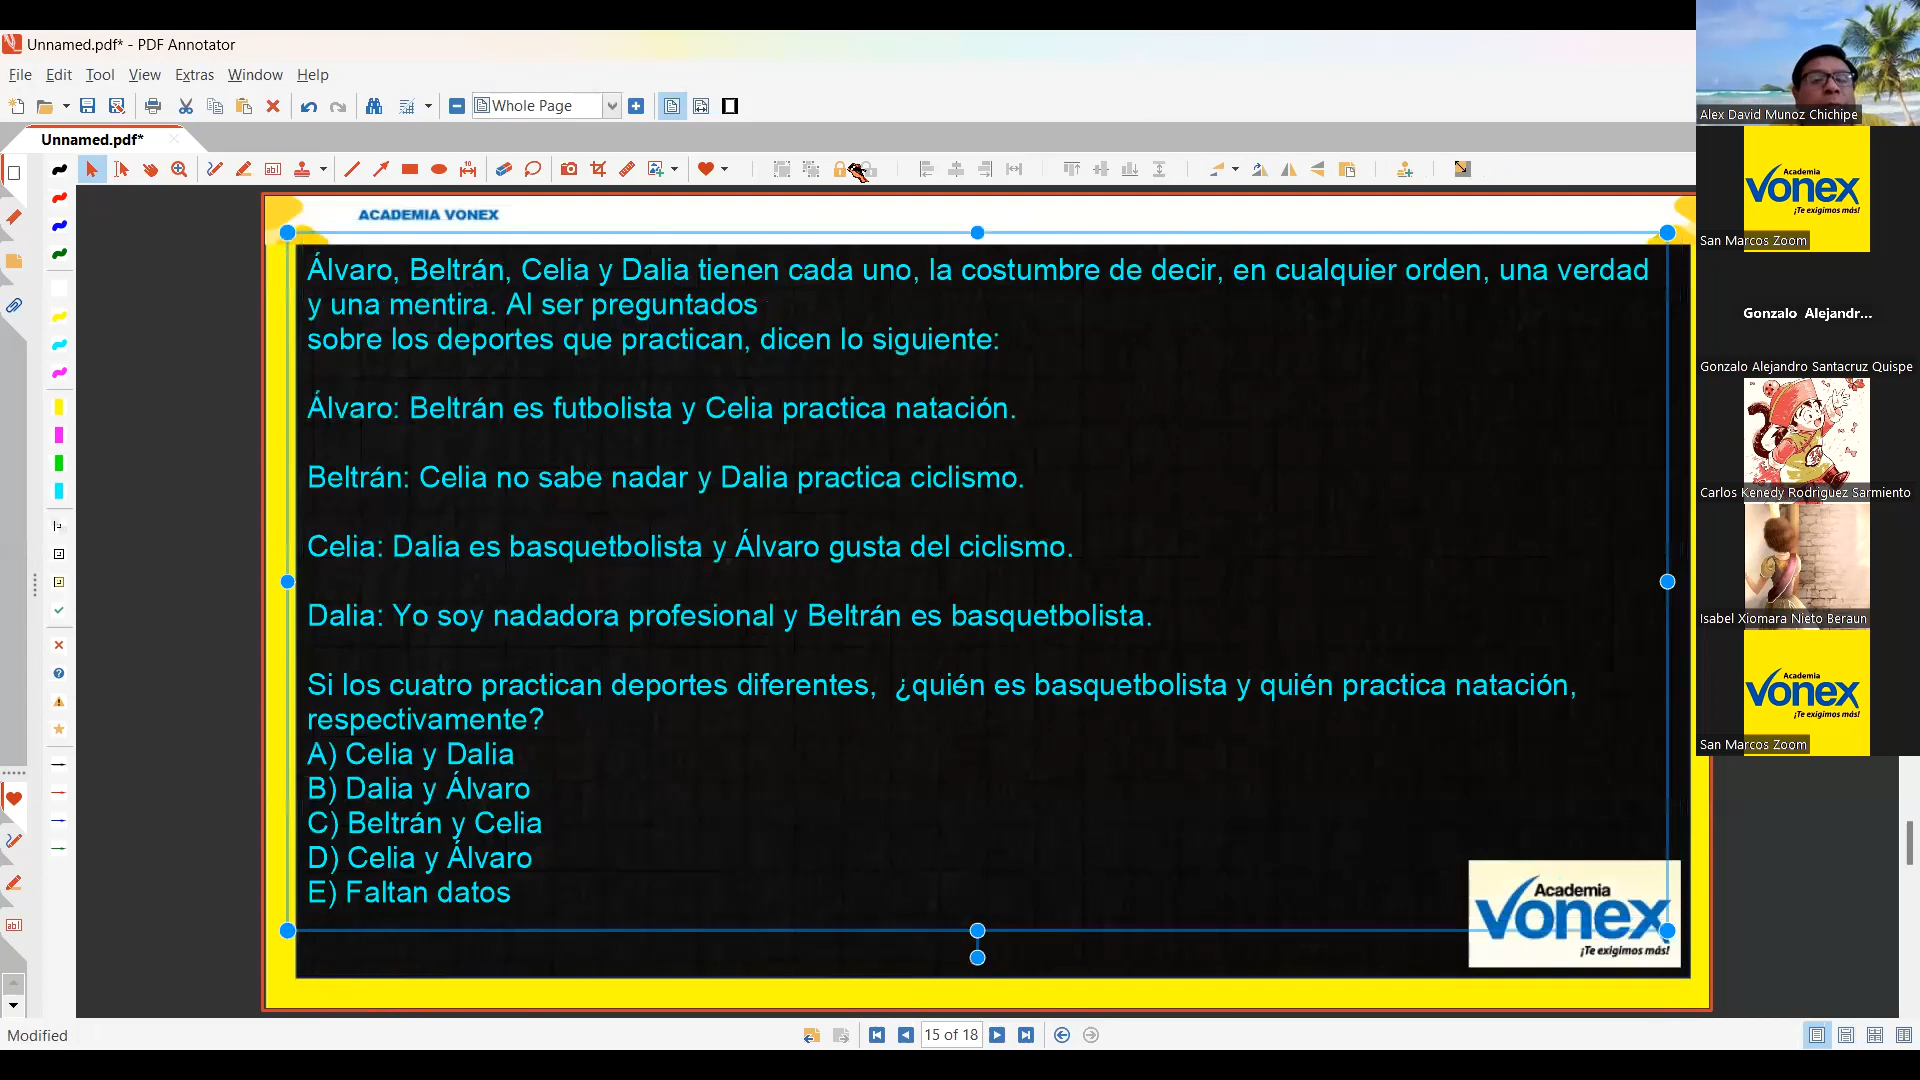 Unnamed.pdf* - PDF Annotator
File Edit Tool View Extras Window Help
Whole Page
Unnamed.pdf*
ACADEMIA VONEX
Álvaro, Beltrán, Celia y Dalia tienen cada uno, la costumbre de decir, en cualquier orden, una verdad
y una mentira. Al ser preguntados
sobre los deportes que practican, dicen lo siguiente:
Álvaro: Beltrán es futbolista y Celia practica natación.
Beltrán: Celia no sabe nadar y Dalia practica ciclismo.
Celia: Dalia es basquetbolista y Álvaro gusta del ciclismo.
Dalia: Yo soy nadadora profesional y Beltrán es basquetbolista.
Si los cuatro practican deportes diferentes, ¿quién es basquetbolista y quién practica natación,
respectivamente?
A) Celia y Dalia
B) Dalia y Álvaro
C) Beltrán y Celia
D) Celia y Álvaro
E) Faltan datos
Academia
Vonex
¡Te exigimos más!
Modified
15 of 18
Alex David Munoz Chichipe
Academia
Vonex
¡Te exigimos más!
San Marcos Zoom
Gonzalo Alejandr...
Gonzalo Alejandro Santacruz Quispe
Carlos Kenedy Rodriguez Sarmiento
Isabel Xiomara Nieto Beraun
Academia
Vonex
¡Te exigimos más!
San Marcos Zoom